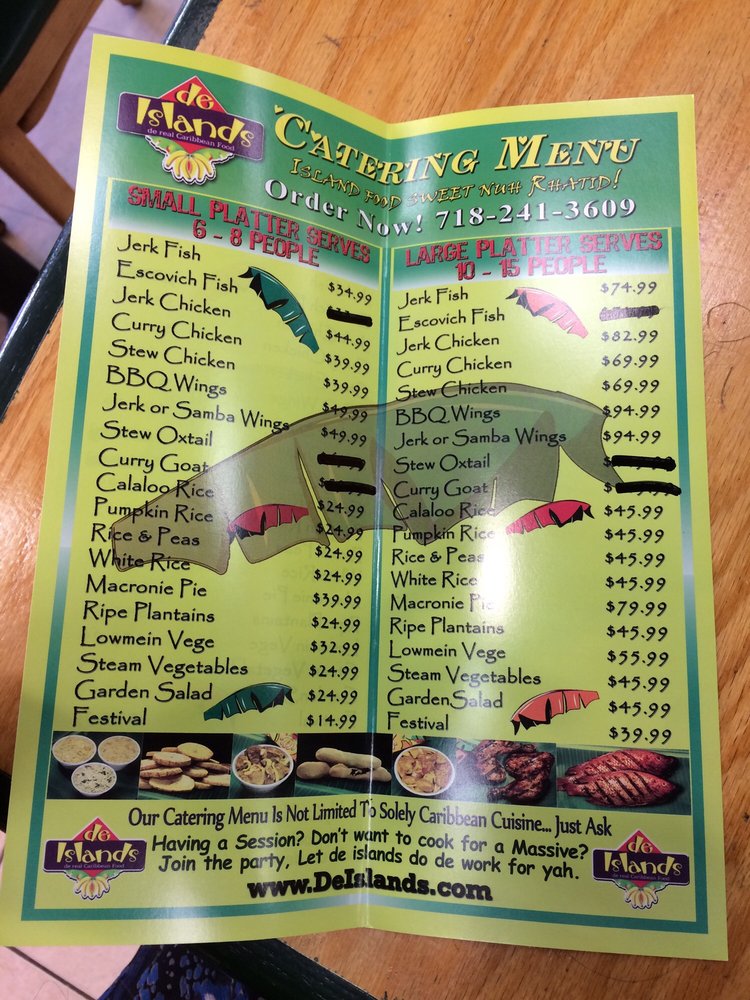 de
Islands
de real Caribbean Food
Catering Menu
Island food sweet nuh Rhatid!
Order Now! 718-241-3609
SMALL PLATTER SERVES
6 - 8 PEOPLE
Jerk Fish $34.99
Escovich Fish
Jerk Chicken $44.99
Curry Chicken $39.99
Stew Chicken $39.99
BBQ Wings $49.99
Jerk or Samba Wings $49.99
Stew Oxtail
Curry Goat $
Calaloo Rice $24.99
Pumpkin Rice $24.99
Rice & Peas $24.99
White Rice $24.99
Macronie Pie $39.99
Ripe Plantains $24.99
Lowmein Vege $32.99
Steam Vegetables $24.99
Garden Salad $24.99
Festival $14.99
LARGE PLATTER SERVES
10 - 15 PEOPLE
Jerk Fish $74.99
Escovich Fish
Jerk Chicken $82.99
Curry Chicken $69.99
Stew Chicken $69.99
BBQ Wings $94.99
Jerk or Samba Wings $94.99
Stew Oxtail $
Curry Goat $
Calaloo Rice $45.99
Pumpkin Rice $45.99
Rice & Peas $45.99
White Rice $45.99
Macronie Pie $79.99
Ripe Plantains $45.99
Lowmein Vege $55.99
Steam Vegetables $45.99
Garden Salad $45.99
Festival $39.99
Our Catering Menu Is Not Limited To Solely Caribbean Cuisine... Just Ask
de
Islands
de real Caribbean Food
Having a Session? Don't want to cook for a Massive?
Join the party, Let de islands do de work for yah.
www.DeIslands.com
de
Islands
de real Caribbean Food